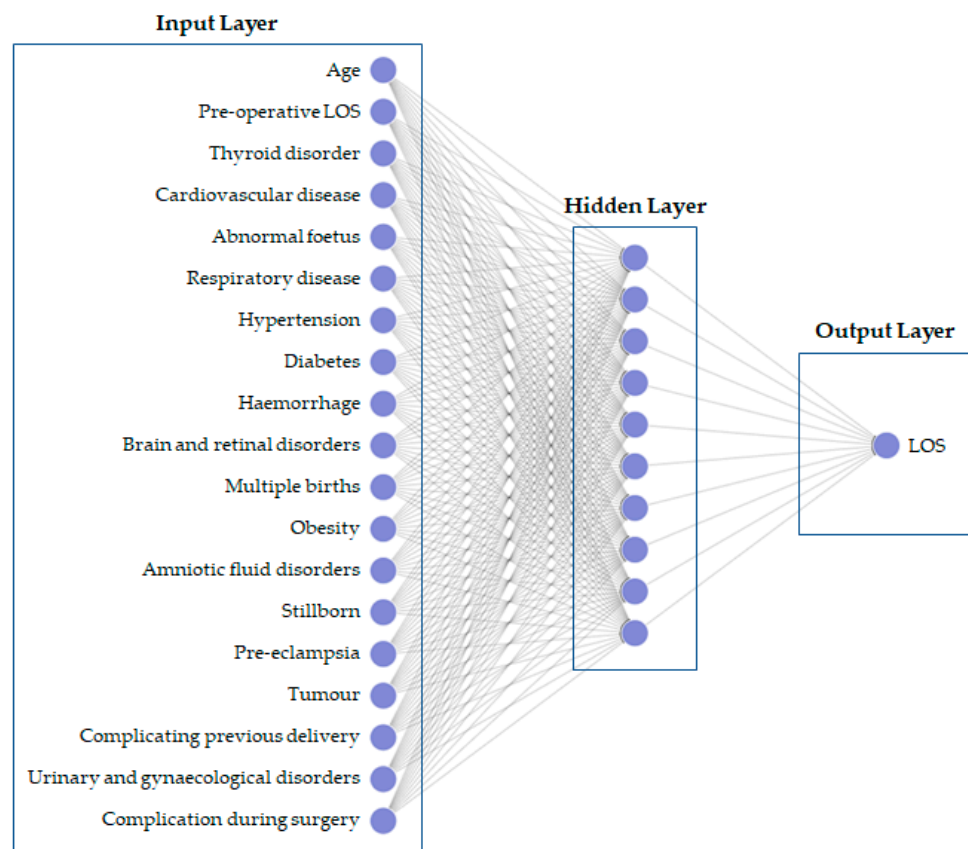 Input Layer
Age
Pre-operative LOS
Thyroid disorder
Cardiovascular disease
Abnormal foetus
Respiratory disease
Hypertension
Diabetes
Haemorrhage
Brain and retinal disorders
Multiple births
Obesity
Amniotic fluid disorders
Stillborn
Pre-eclampsia
Tumour
Complicating previous delivery
Urinary and gynaecological disorders
Complication during surgery
Hidden Layer
Output Layer
LOS